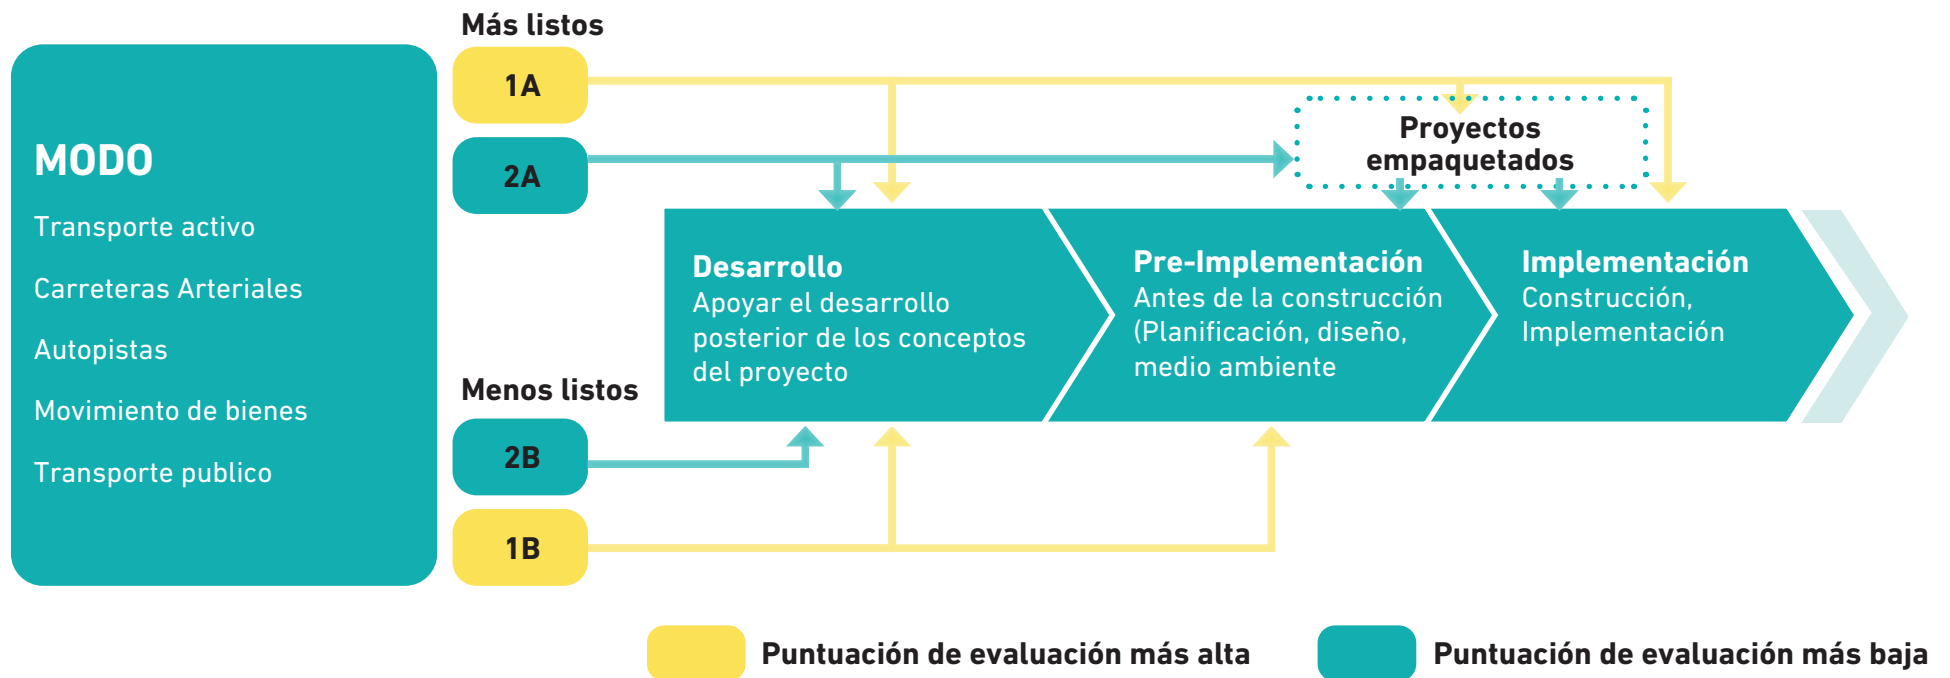 MODO
Transporte activo
Carreteras Arteriales
Autopistas
Movimiento de bienes
Transporte publico
Más listos
1A
2A
Menos listos
2B
1B
Proyectos
empaquetados
Desarrollo
Apoyar el desarrollo
posterior de los conceptos
del proyecto
Pre-Implementación
Antes de la construcción
(Planificación, diseño,
medio ambiente
Implementación
Construcción,
Implementación
Puntuación de evaluación más alta
Puntuación de evaluación más baja